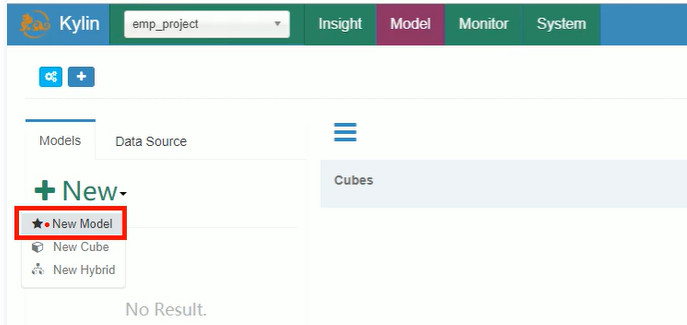 Kylin emp_project Insight Model Monitor System
Models Data Source
New
New Model
New Cube
New Hybrid
No Result.
Cubes